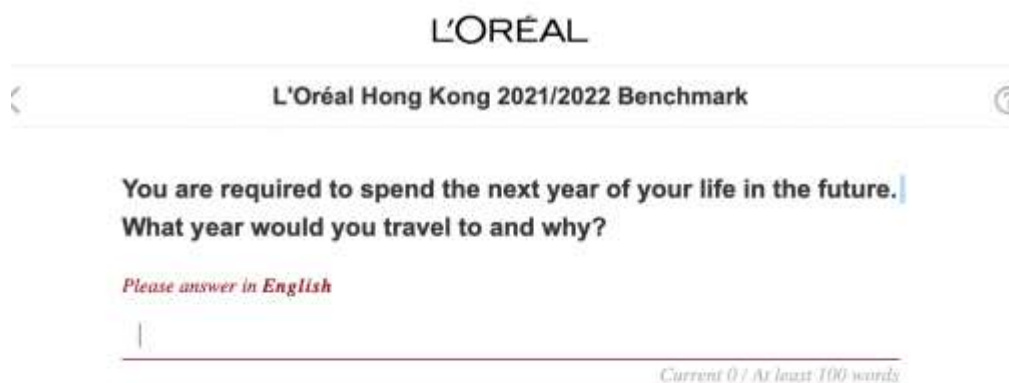 L'ORÉAL
L'Oréal Hong Kong 2021/2022 Benchmark
You are required to spend the next year of your life in the future.
What year would you travel to and why?
Please answer in English
Current 0 / At least 100 words